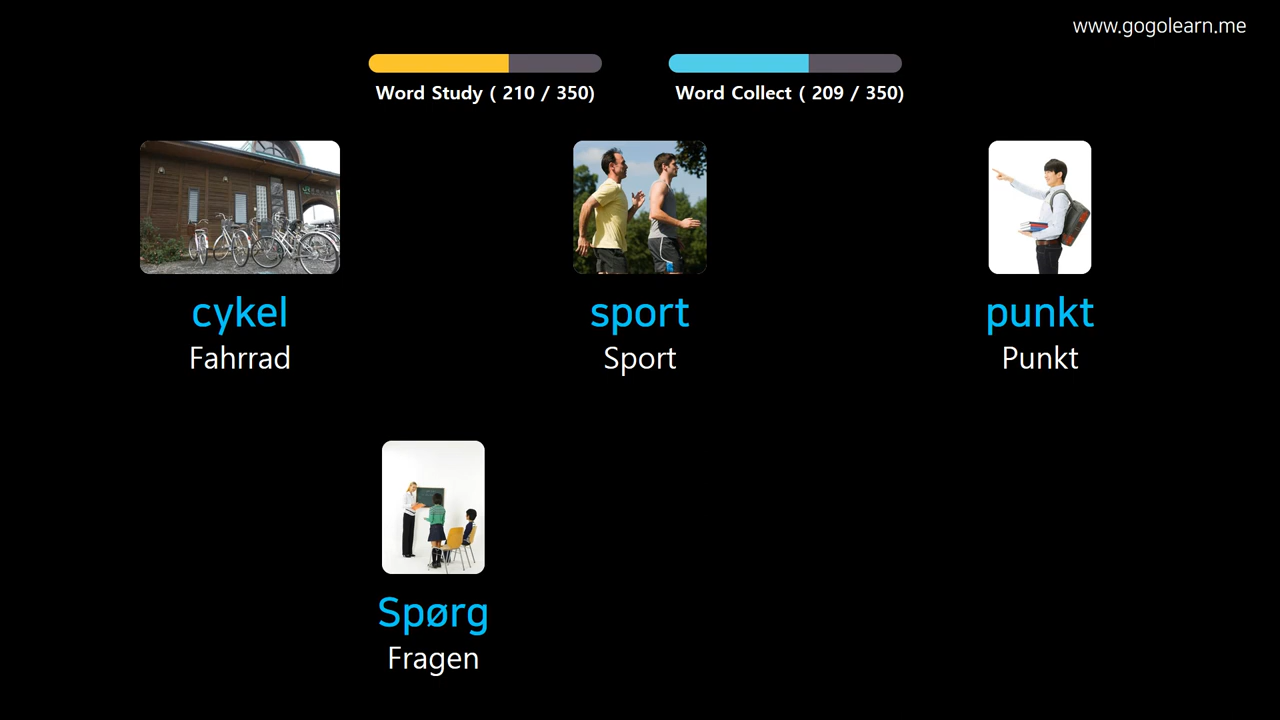 www.gogolearn.me
Word Study ( 210 / 350)
Word Collect ( 209 / 350)
cykel
Fahrrad
sport
Sport
punkt
Punkt
Spørg
Fragen